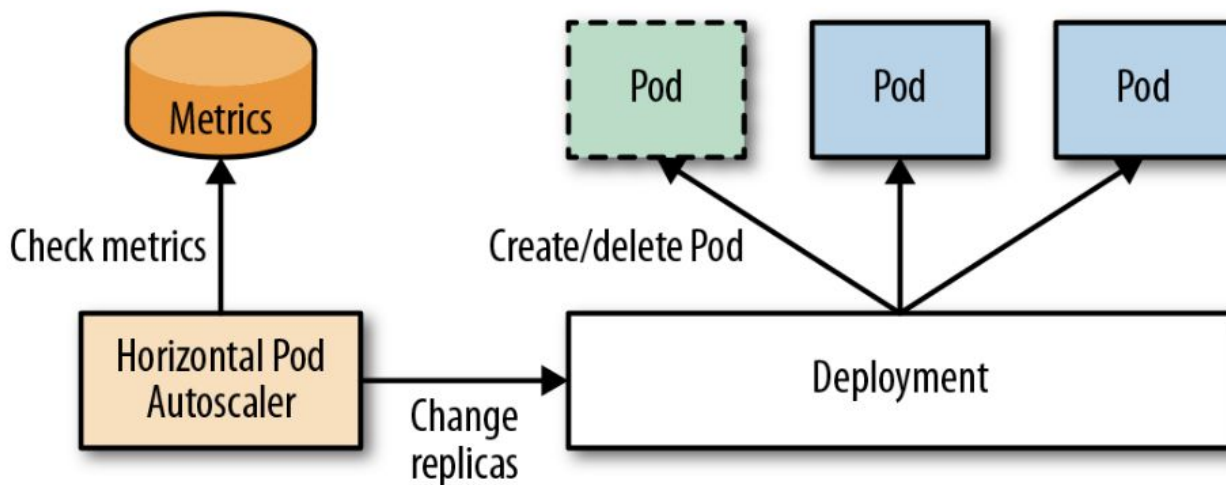 Metrics
Pod
Pod
Pod
Check metrics
Create/delete Pod
Horizontal Pod
Autoscaler
Change
replicas
Deployment